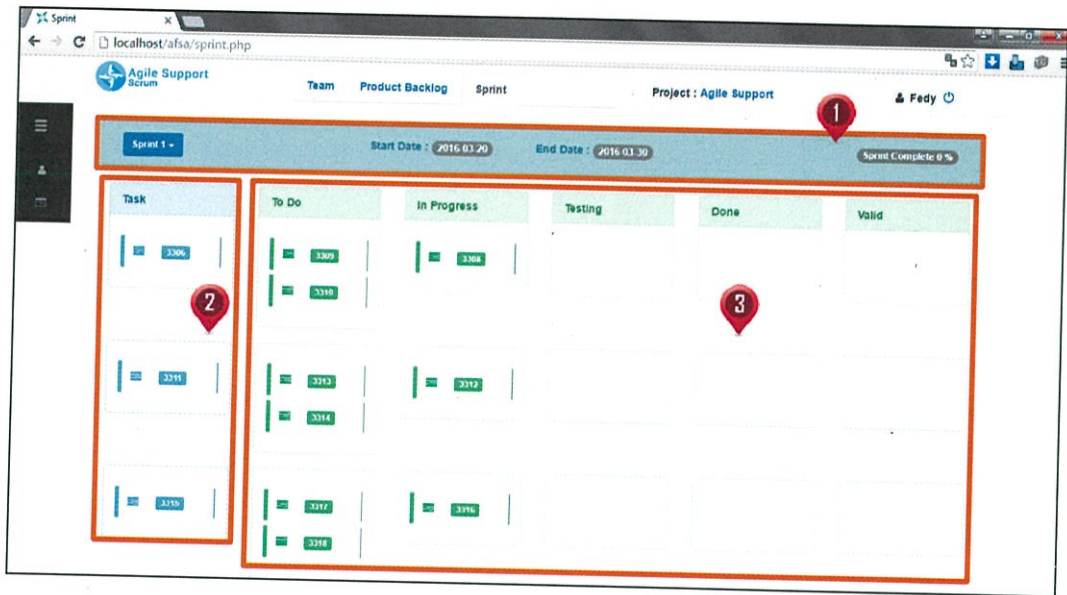 Sprint
localhost/afsa/sprint.php
Agile Support
Scrum
Team Product Backlog Sprint Project : Agile Support Fedy
1
Sprint 1 Start Date : 2016 03 20 End Date : 2016 03 30 Sprint Complete 0 %
Task To Do In Progress Testing Done Valid
3306 3309 3308
3310
2 3
3311 3313 3312
3314
3315 3317 3316
3318